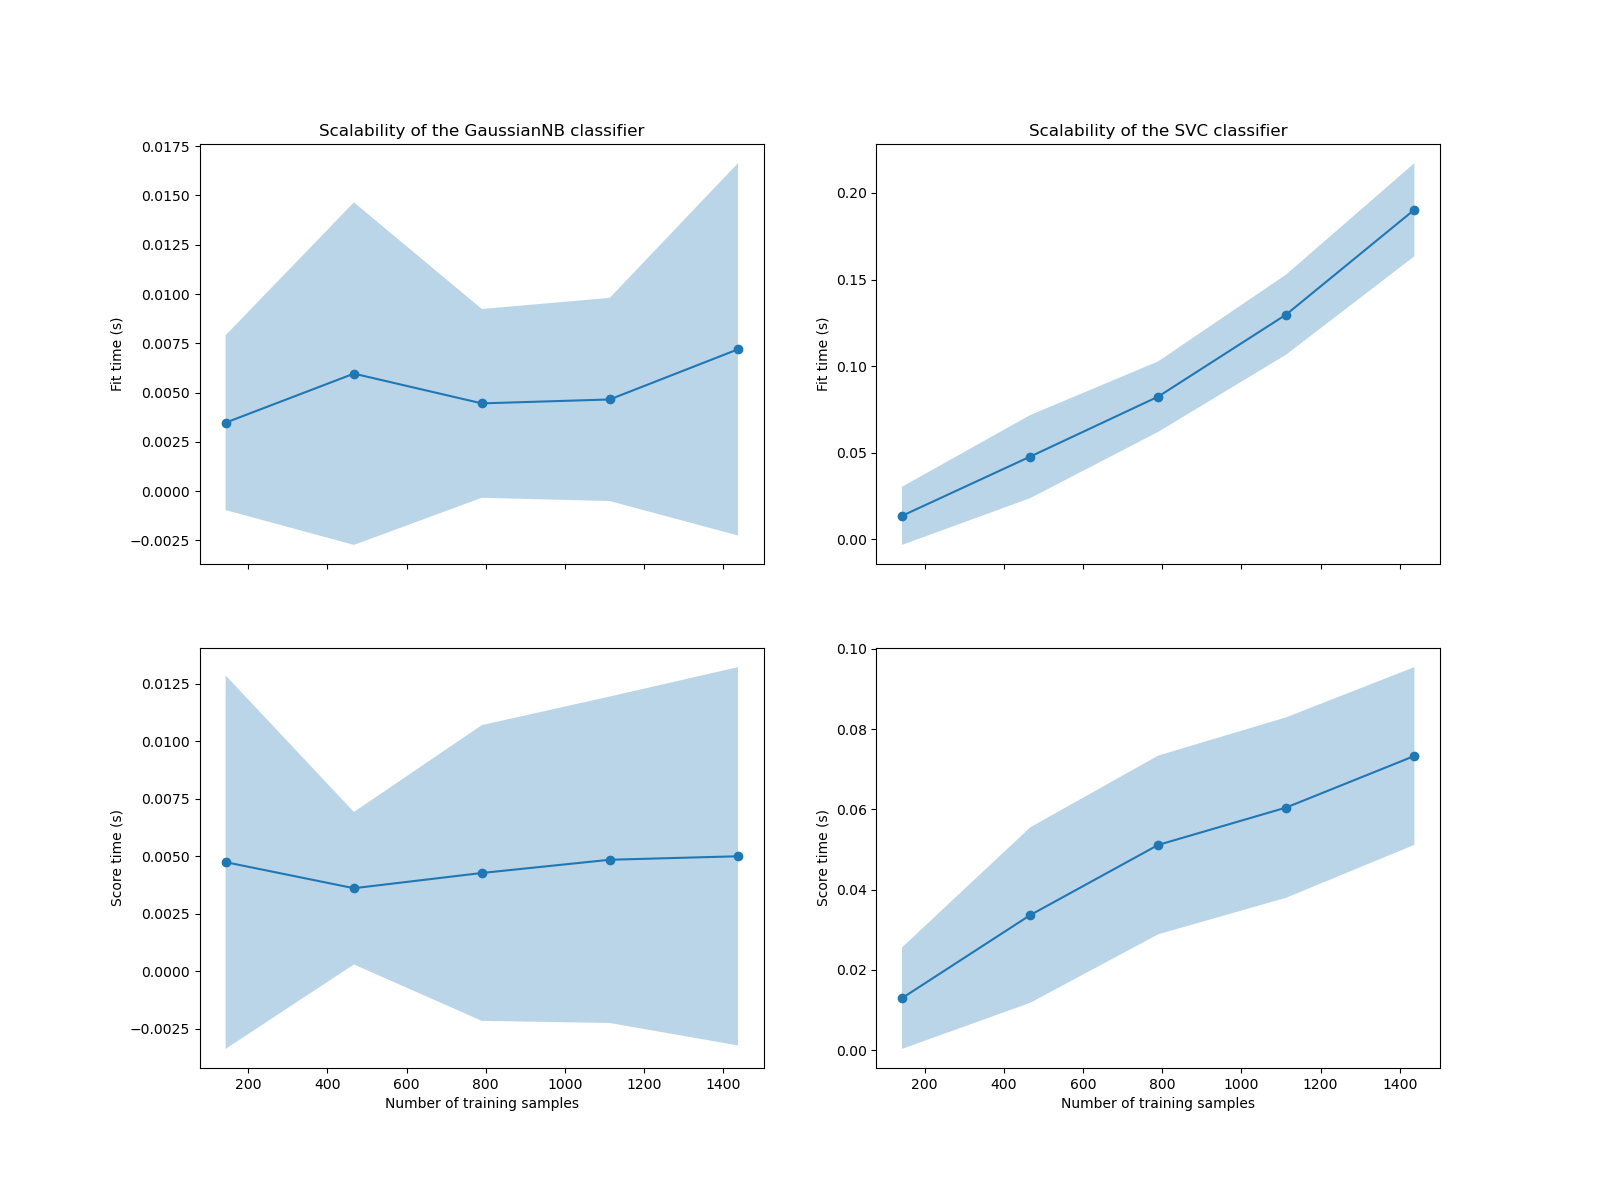 Scalability of the GaussianNB classifier
0.0175
0.0150
0.0125
0.0100
0.0075
0.0050
0.0025
0.0000
−0.0025
Fit time (s)
Scalability of the SVC classifier
0.20
0.15
0.10
0.05
0.00
Fit time (s)
0.0125
0.0100
0.0075
0.0050
0.0025
0.0000
−0.0025
Score time (s)
200 400 600 800 1000 1200 1400
Number of training samples
0.10
0.08
0.06
0.04
0.02
0.00
Score time (s)
200 400 600 800 1000 1200 1400
Number of training samples